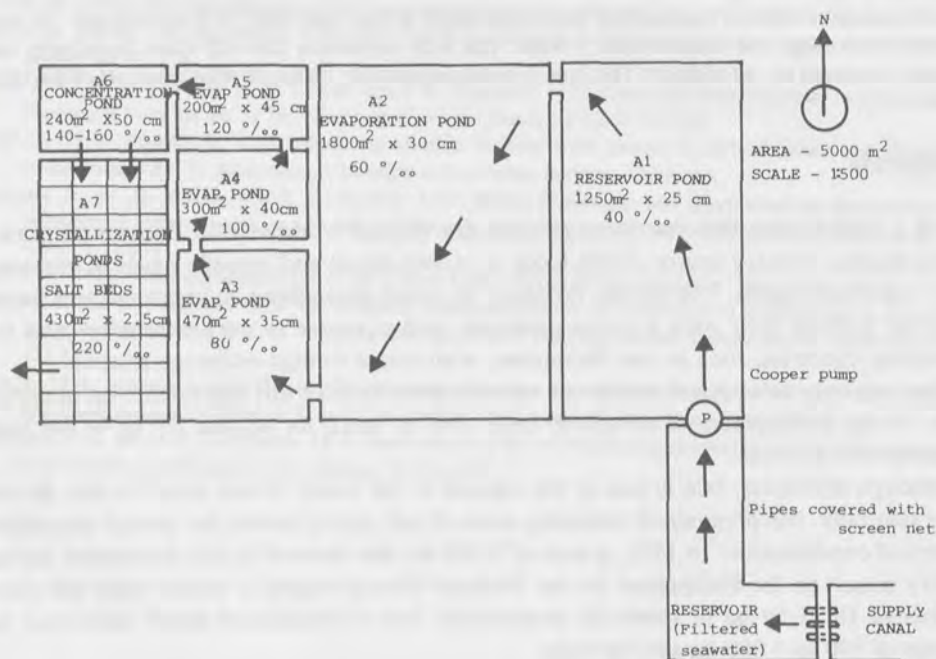 N
A6
CONCENTRATION
POND
240m² X50 cm
140-160 °/oo
A5
EVAP POND
200m² x 45 cm
120 °/oo
A2
EVAPORATION POND
1800m² x 30 cm
60 °/oo
A1
RESERVOIR POND
1250m² x 25 cm
40 °/oo
AREA - 5000 m²
SCALE - 1:500
A4
EVAP POND
300m² x 40cm
100 °/oo
A7
CRYSTALLIZATION
PONDS
SALT BEDS
430m² x 2.5cm
220 °/oo
A3
EVAP POND
470m² x 35cm
80 °/oo
Cooper pump
P
Pipes covered with
screen net
RESERVOIR
(Filtered
seawater)
SUPPLY
CANAL